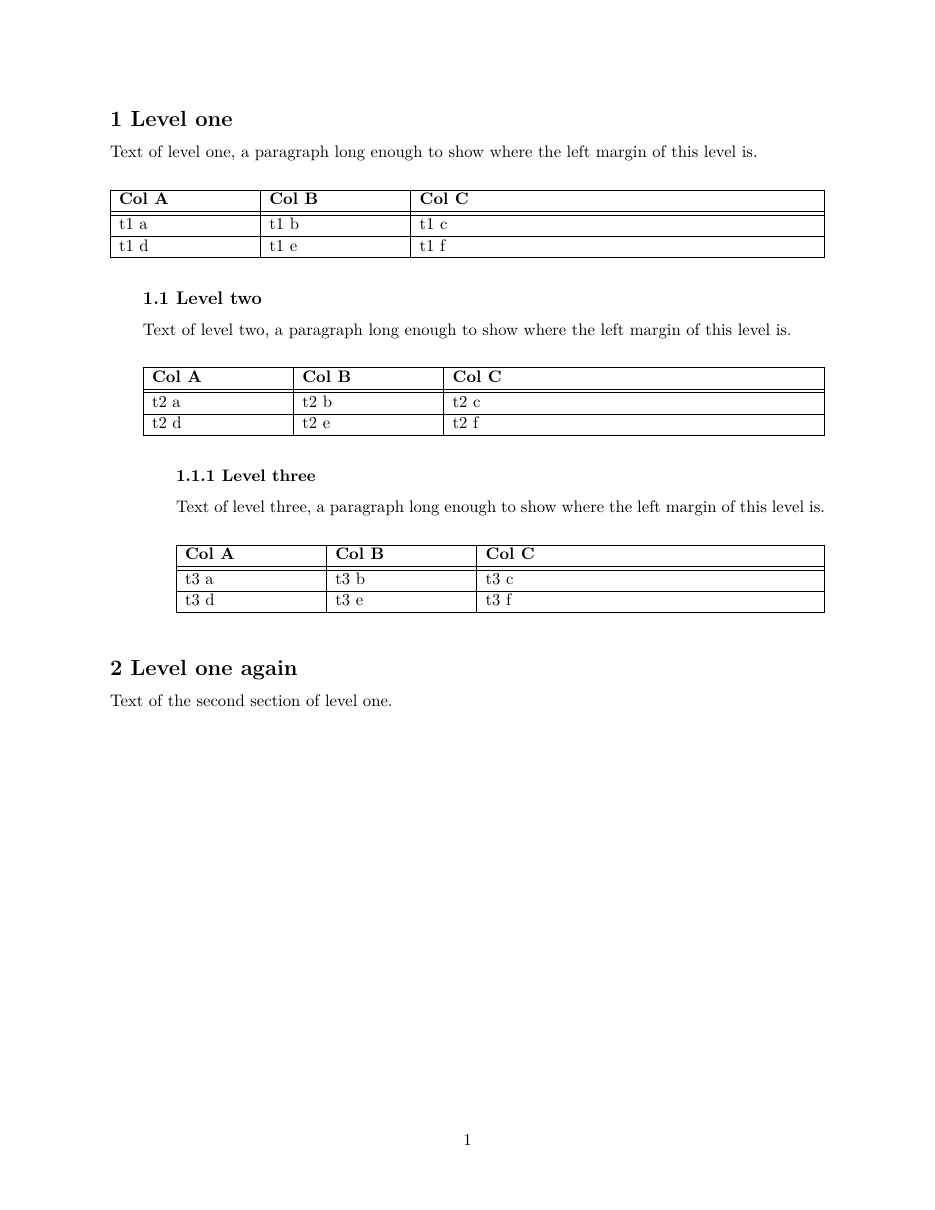 1 Level one
Text of level one, a paragraph long enough to show where the left margin of this level is.
Col A Col B Col C
t1 a t1 b t1 c
t1 d t1 e t1 f
1.1 Level two
Text of level two, a paragraph long enough to show where the left margin of this level is.
Col A Col B Col C
t2 a t2 b t2 c
t2 d t2 e t2 f
1.1.1 Level three
Text of level three, a paragraph long enough to show where the left margin of this level is.
Col A Col B Col C
t3 a t3 b t3 c
t3 d t3 e t3 f
2 Level one again
Text of the second section of level one.
1